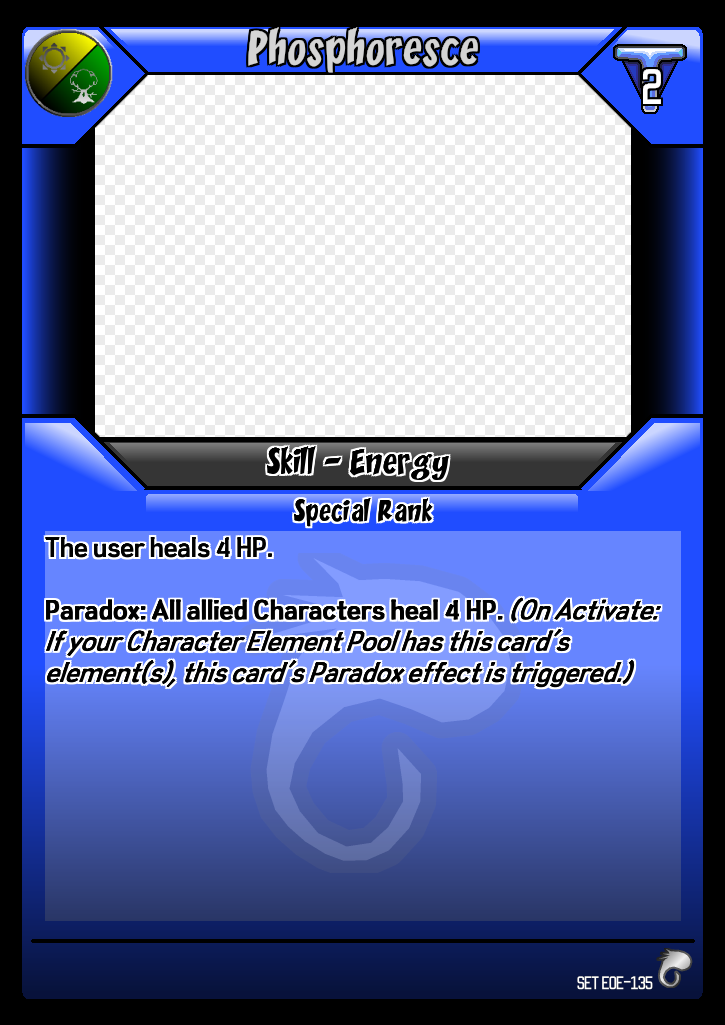 Phosphoresce
2
Skill - Energy
Special Rank
The user heals 4 HP.
Paradox: All allied Characters heal 4 HP. (On Activate:
If your Character Element Pool has this card's
element(s), this card's Paradox effect is triggered.)
SET EOE-135